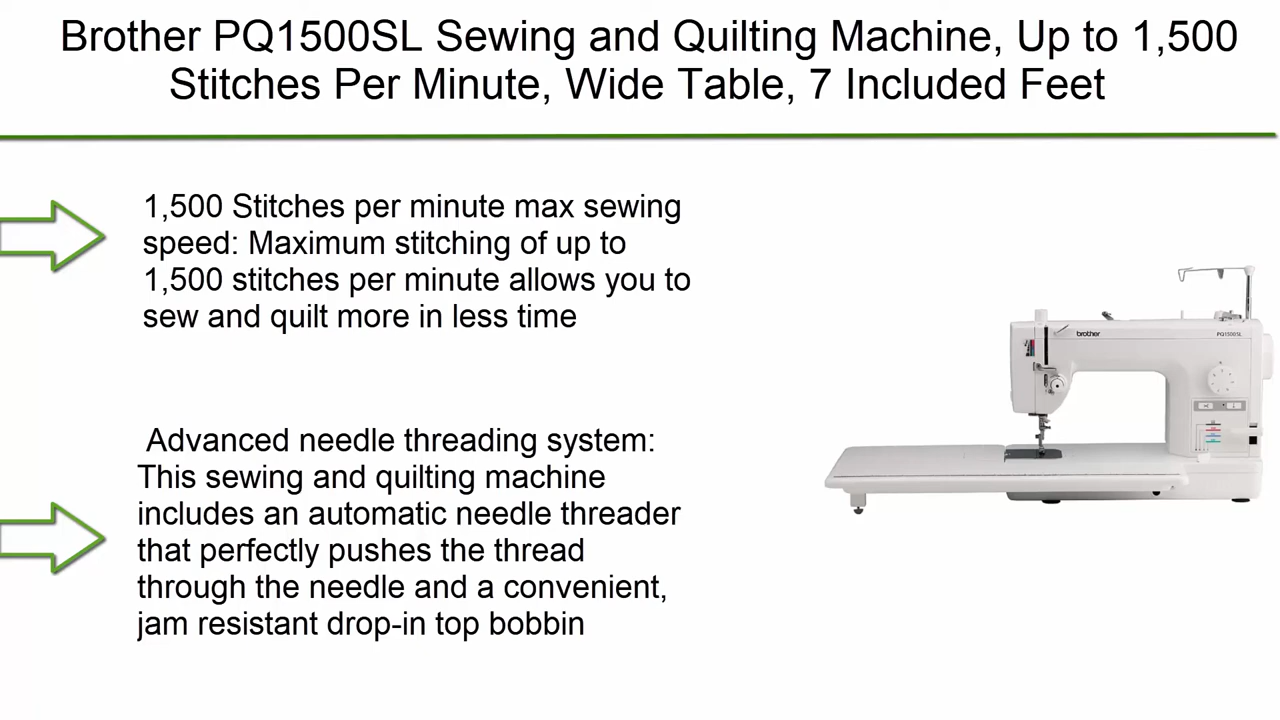 Brother PQ1500SL Sewing and Quilting Machine, Up to 1,500
Stitches Per Minute, Wide Table, 7 Included Feet
1,500 Stitches per minute max sewing
speed: Maximum stitching of up to
1,500 stitches per minute allows you to
sew and quilt more in less time
Advanced needle threading system:
This sewing and quilting machine
includes an automatic needle threader
that perfectly pushes the thread
through the needle and a convenient,
jam resistant drop-in top bobbin
brother
PQ1500SL